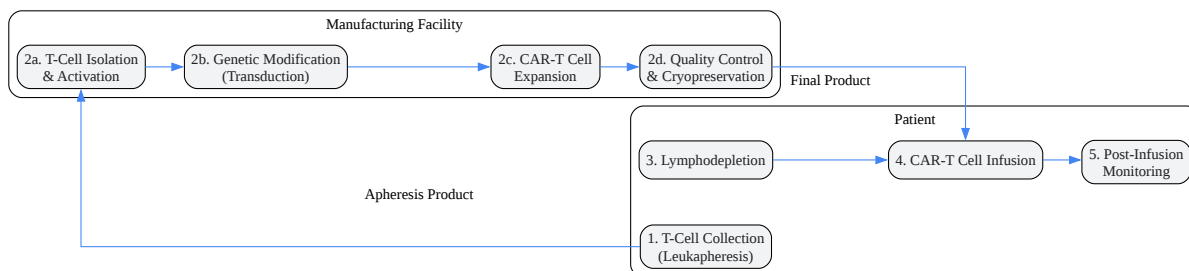 Manufacturing Facility
2a. T-Cell Isolation
& Activation
2b. Genetic Modification
(Transduction)
2c. CAR-T Cell
Expansion
2d. Quality Control
& Cryopreservation
Final Product
Patient
3. Lymphodepletion
4. CAR-T Cell Infusion
5. Post-Infusion
Monitoring
Apheresis Product
1. T-Cell Collection
(Leukapheresis)